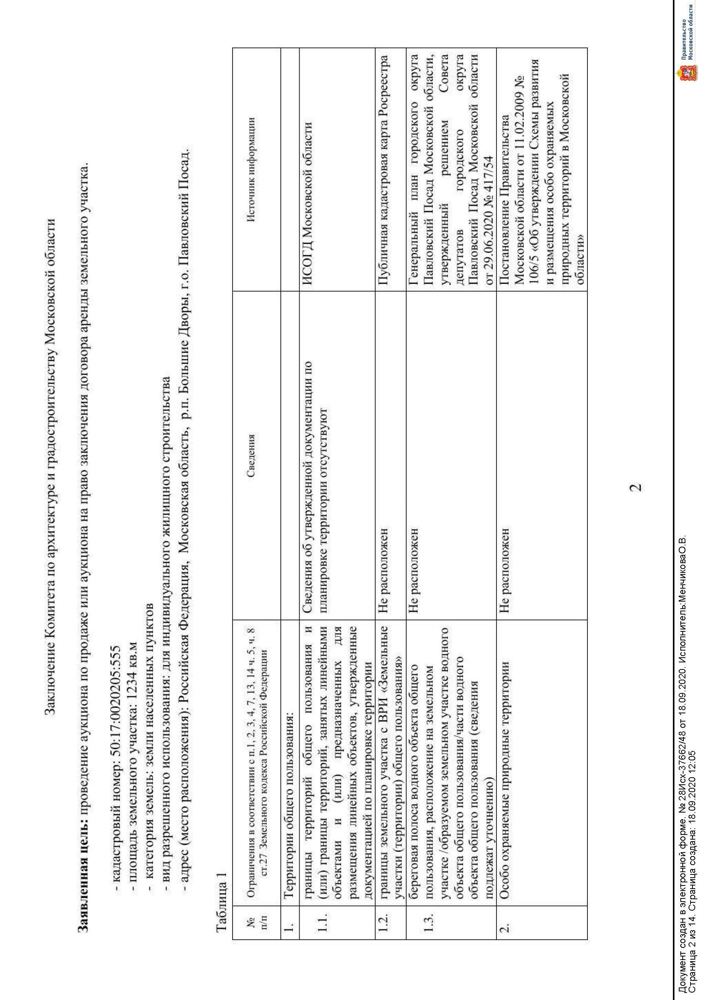 Заключение Комитета по архитектуре и градостроительству Московской области
Заявленная цель: проведение аукциона по продаже или аукциона на право заключения договора аренды земельного участка.
- кадастровый номер: 50:17:0020205:555
- площадь земельного участка: 1234 кв.м
- категория земель: земли населенных пунктов
- вид разрешенного использования: для индивидуального жилищного строительства
- адрес (место расположения): Российская Федерация, Московская область, р.п. Большие Дворы, г.о. Павловский Посад.
Таблица 1
№
п/п
Ограничения в соответствии с п.1, 2, 3, 4, 7, 13, 14 ч. 5, ч. 8
ст.27 Земельного кодекса Российской Федерации
Сведения
Источник информации
1.
Территории общего пользования:
1.1.
границы территорий общего пользования и
(или) границы территорий, занятых линейными
объектами и (или) предназначенных для
размещения линейных объектов, утвержденные
документацией по планировке территории
Сведения об утвержденной документации по
планировке территории отсутствуют
ИСОГД Московской области
1.2.
границы земельного участка с ВРИ «Земельные
участки (территории) общего пользования»
Не расположен
Публичная кадастровая карта Росреестра
1.3.
береговая полоса водного объекта общего
пользования, расположение на земельном
участке /образуемом земельном участке водного
объекта общего пользования/части водного
объекта общего пользования (сведения
подлежат уточнению)
Не расположен
Генеральный план городского округа
Павловский Посад Московской области,
утвержденный решением Совета
депутатов городского округа
Павловский Посад Московской области
от 29.06.2020 № 417/54
2.
Особо охраняемые природные территории
Не расположен
Постановление Правительства
Московской области от 11.02.2009 №
106/5 «Об утверждении Схемы развития
и размещения особо охраняемых
природных территорий в Московской
области»
2
Документ создан в электронной форме. № 28Исх-37662/48 от 18.09.2020. Исполнитель:МенчиковаО.В.
Страница 2 из 14. Страница создана: 18.09.2020 12:05
Правительство
Московской области